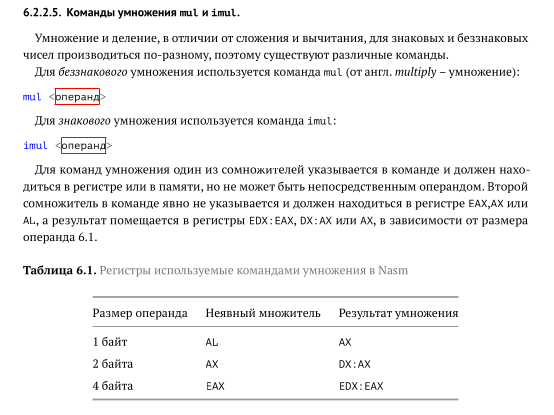 6.2.2.5. Команды умножения mul и imul.
Умножение и деление, в отличии от сложения и вычитания, для знаковых и беззнаковых
чисел производиться по-разному, поэтому существуют различные команды.
Для беззнакового умножения используется команда mul (от англ. multiply – умножение):
mul <операнд>
Для знакового умножения используется команда imul:
imul <операнд>
Для команд умножения один из сомножителей указывается в команде и должен нахо-
диться в регистре или в памяти, но не может быть непосредственным операндом. Второй
сомножитель в команде явно не указывается и должен находиться в регистре EAX,AX или
AL, а результат помещается в регистры EDX:EAX, DX:AX или AX, в зависимости от размера
операнда 6.1.
Таблица 6.1. Регистры используемые командами умножения в Nasm
Размер операнда Неявный множитель Результат умножения
1 байт AL AX
2 байта AX DX:AX
4 байта EAX EDX:EAX